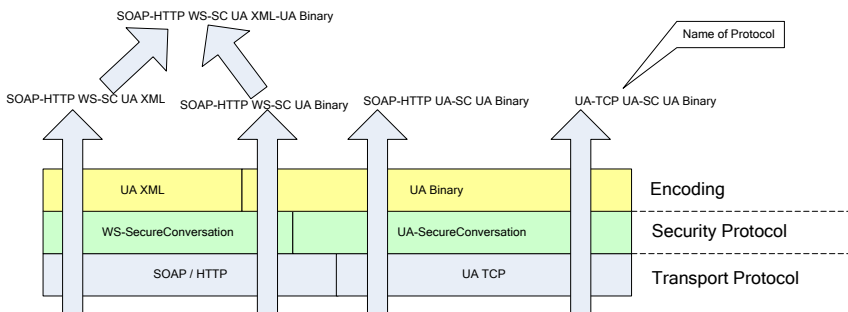 SOAP-HTTP WS-SC UA XML-UA Binary
Name of Protocol
SOAP-HTTP WS-SC UA XML
SOAP-HTTP WS-SC UA Binary
SOAP-HTTP UA-SC UA Binary
UA-TCP UA-SC UA Binary
UA XML
UA Binary
Encoding
WS-SecureConversation
UA-SecureConversation
Security Protocol
SOAP / HTTP
UA TCP
Transport Protocol